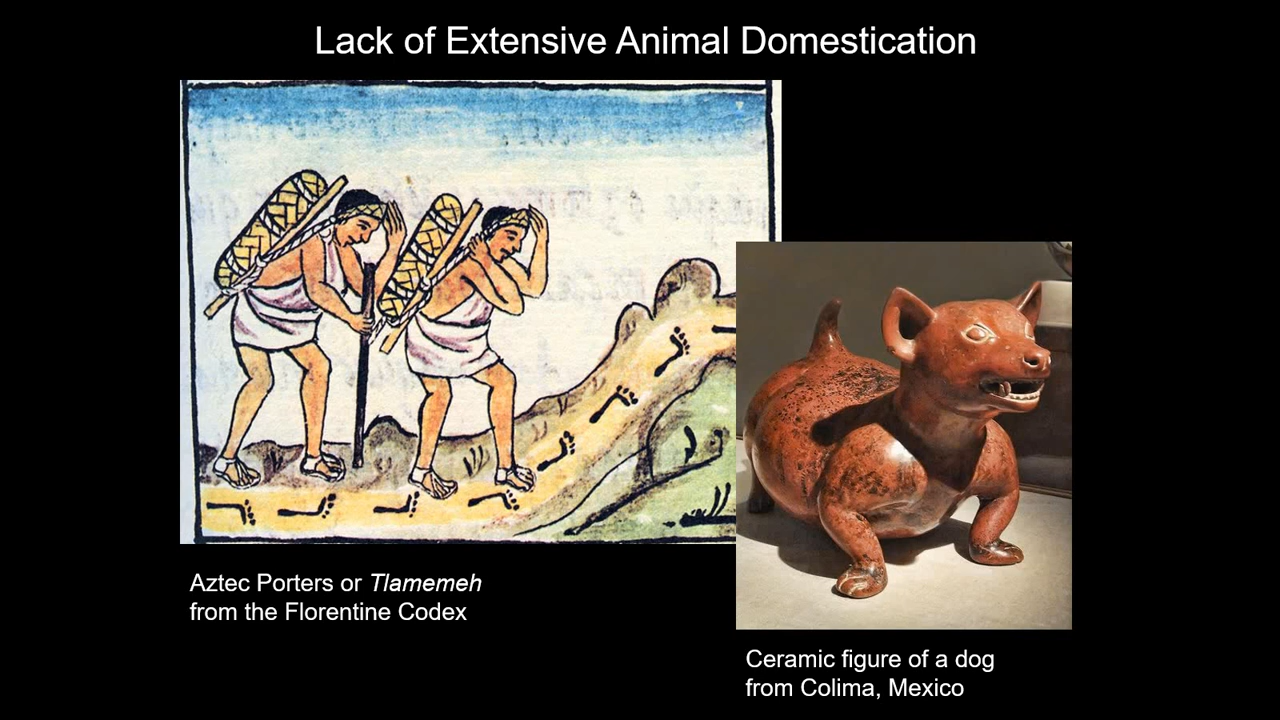 Lack of Extensive Animal Domestication
Aztec Porters or Tlamemeh
from the Florentine Codex
Ceramic figure of a dog
from Colima, Mexico